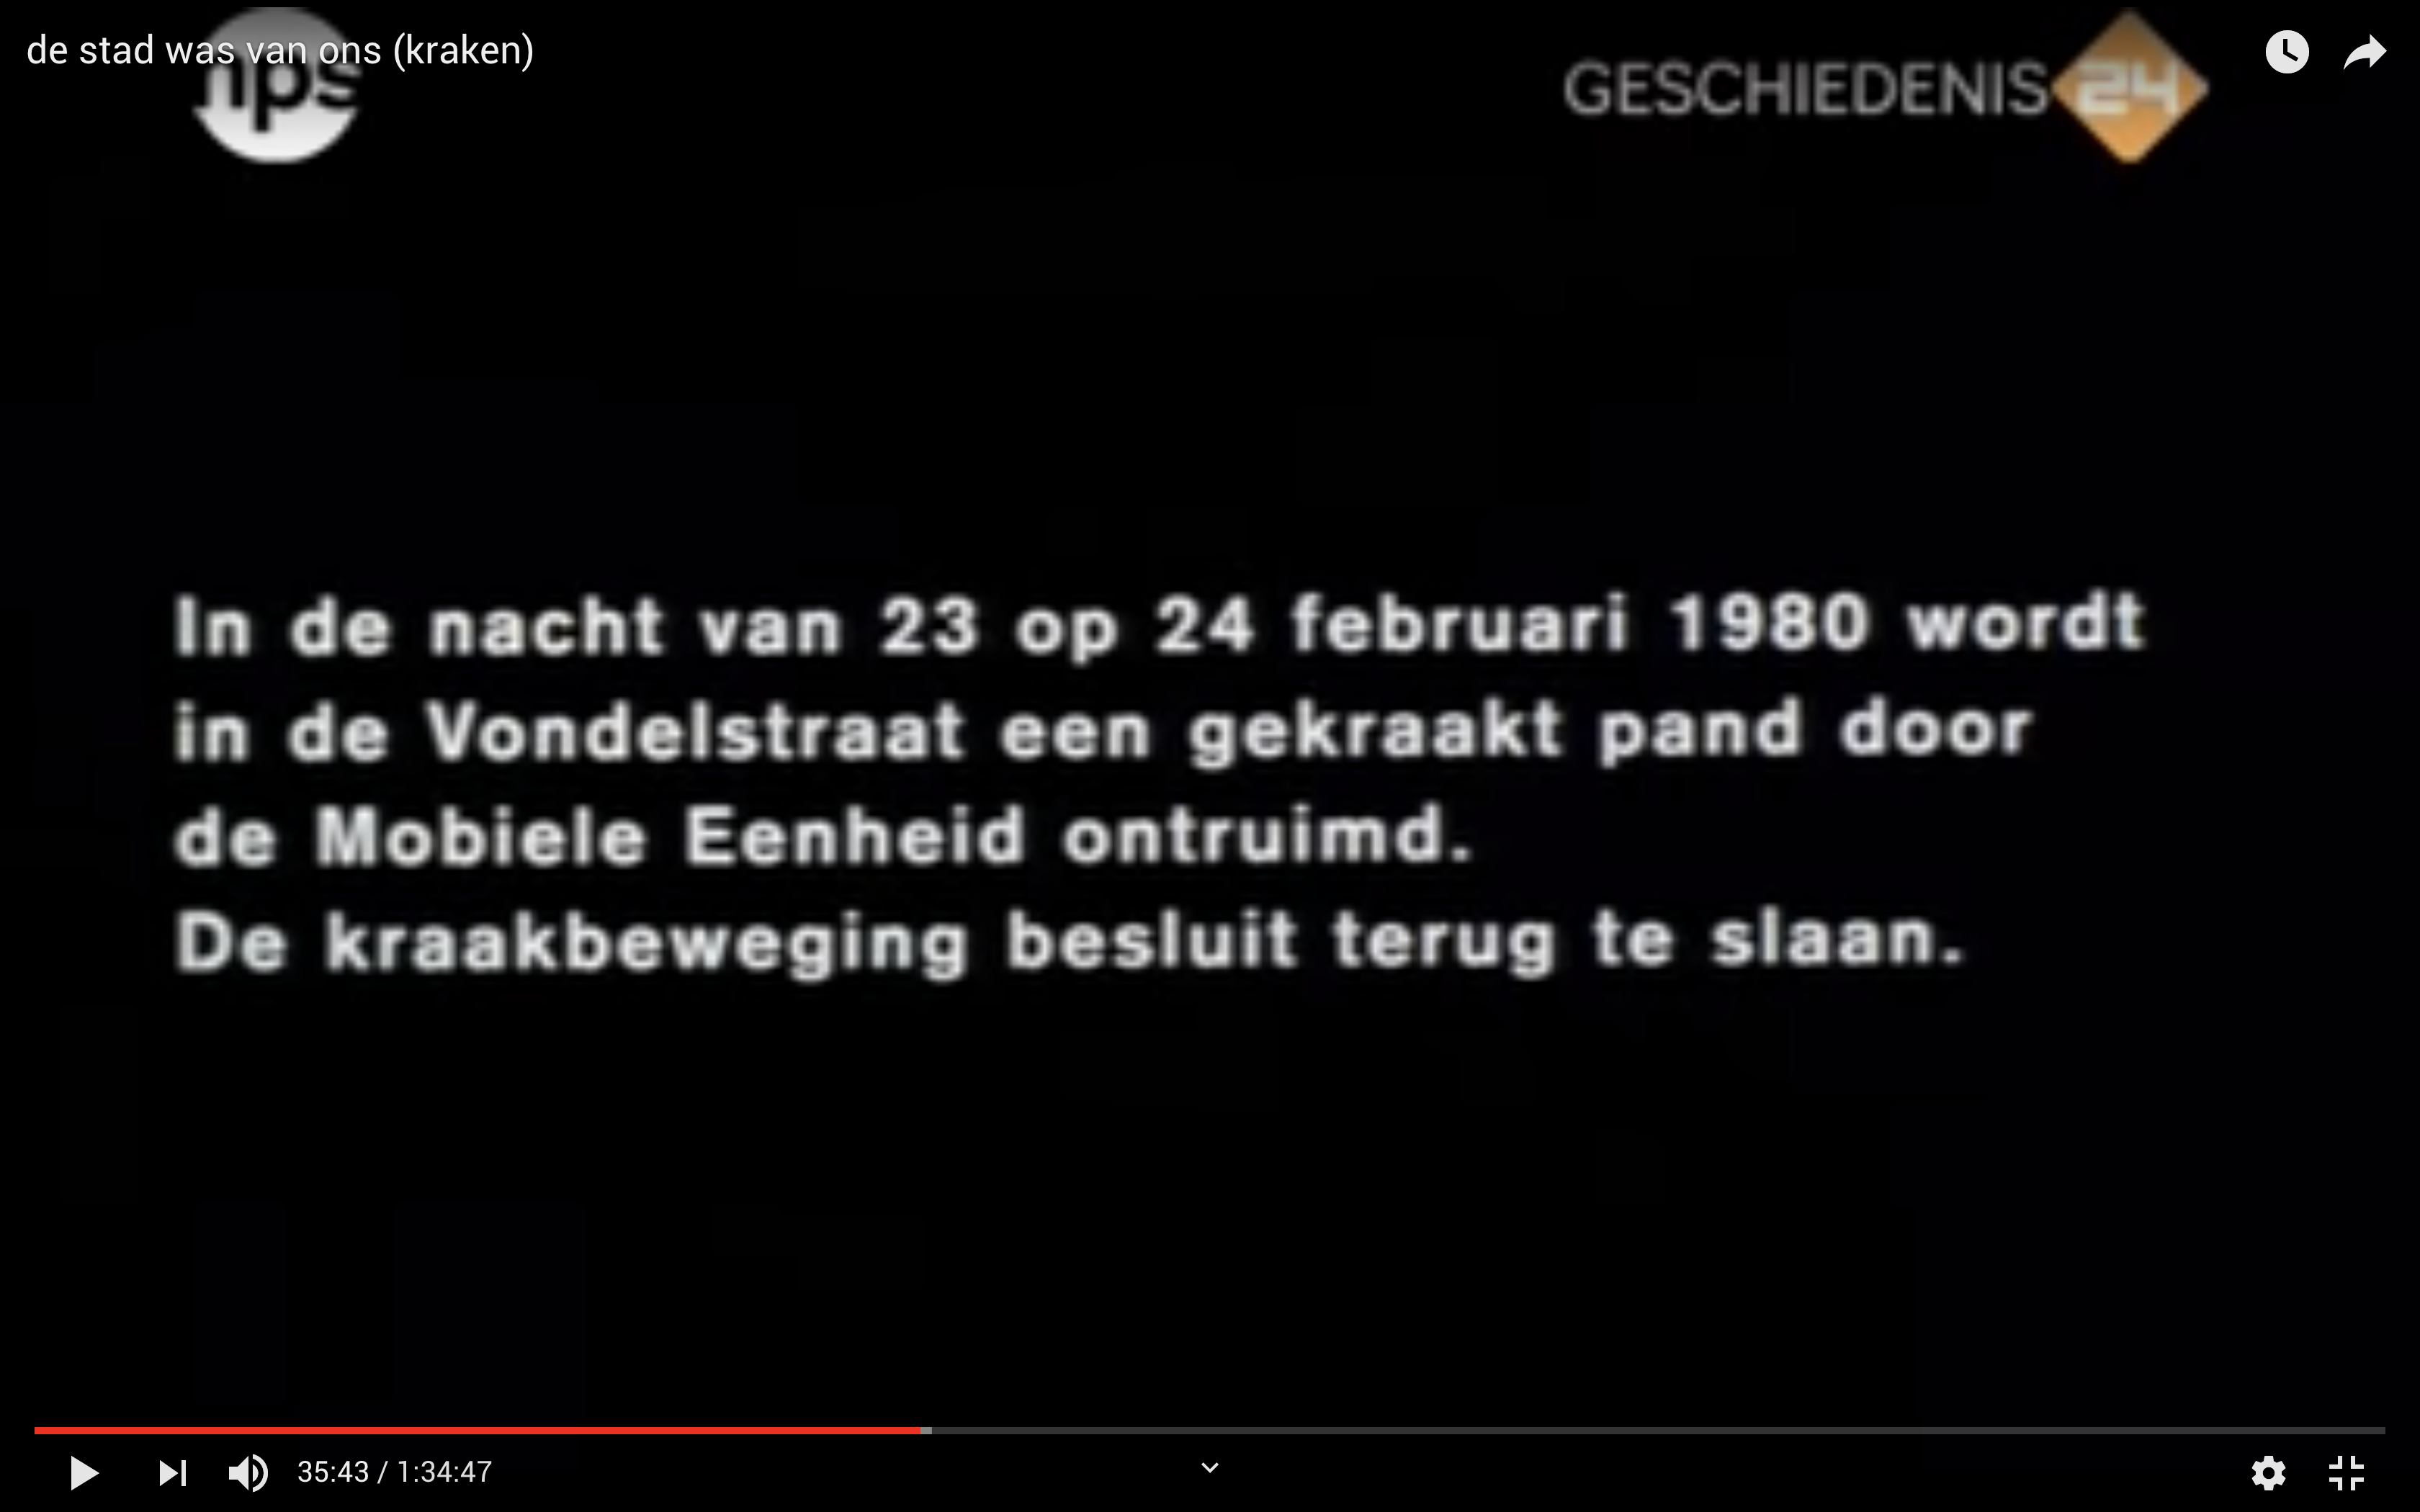 de stad was van ons (kraken)
nps
GESCHIEDENIS 24
In de nacht van 23 op 24 februari 1980 wordt
in de Vondelstraat een gekraakt pand door
de Mobiele Eenheid ontruimd.
De kraakbeweging besluit terug te slaan.
35:43 / 1:34:47